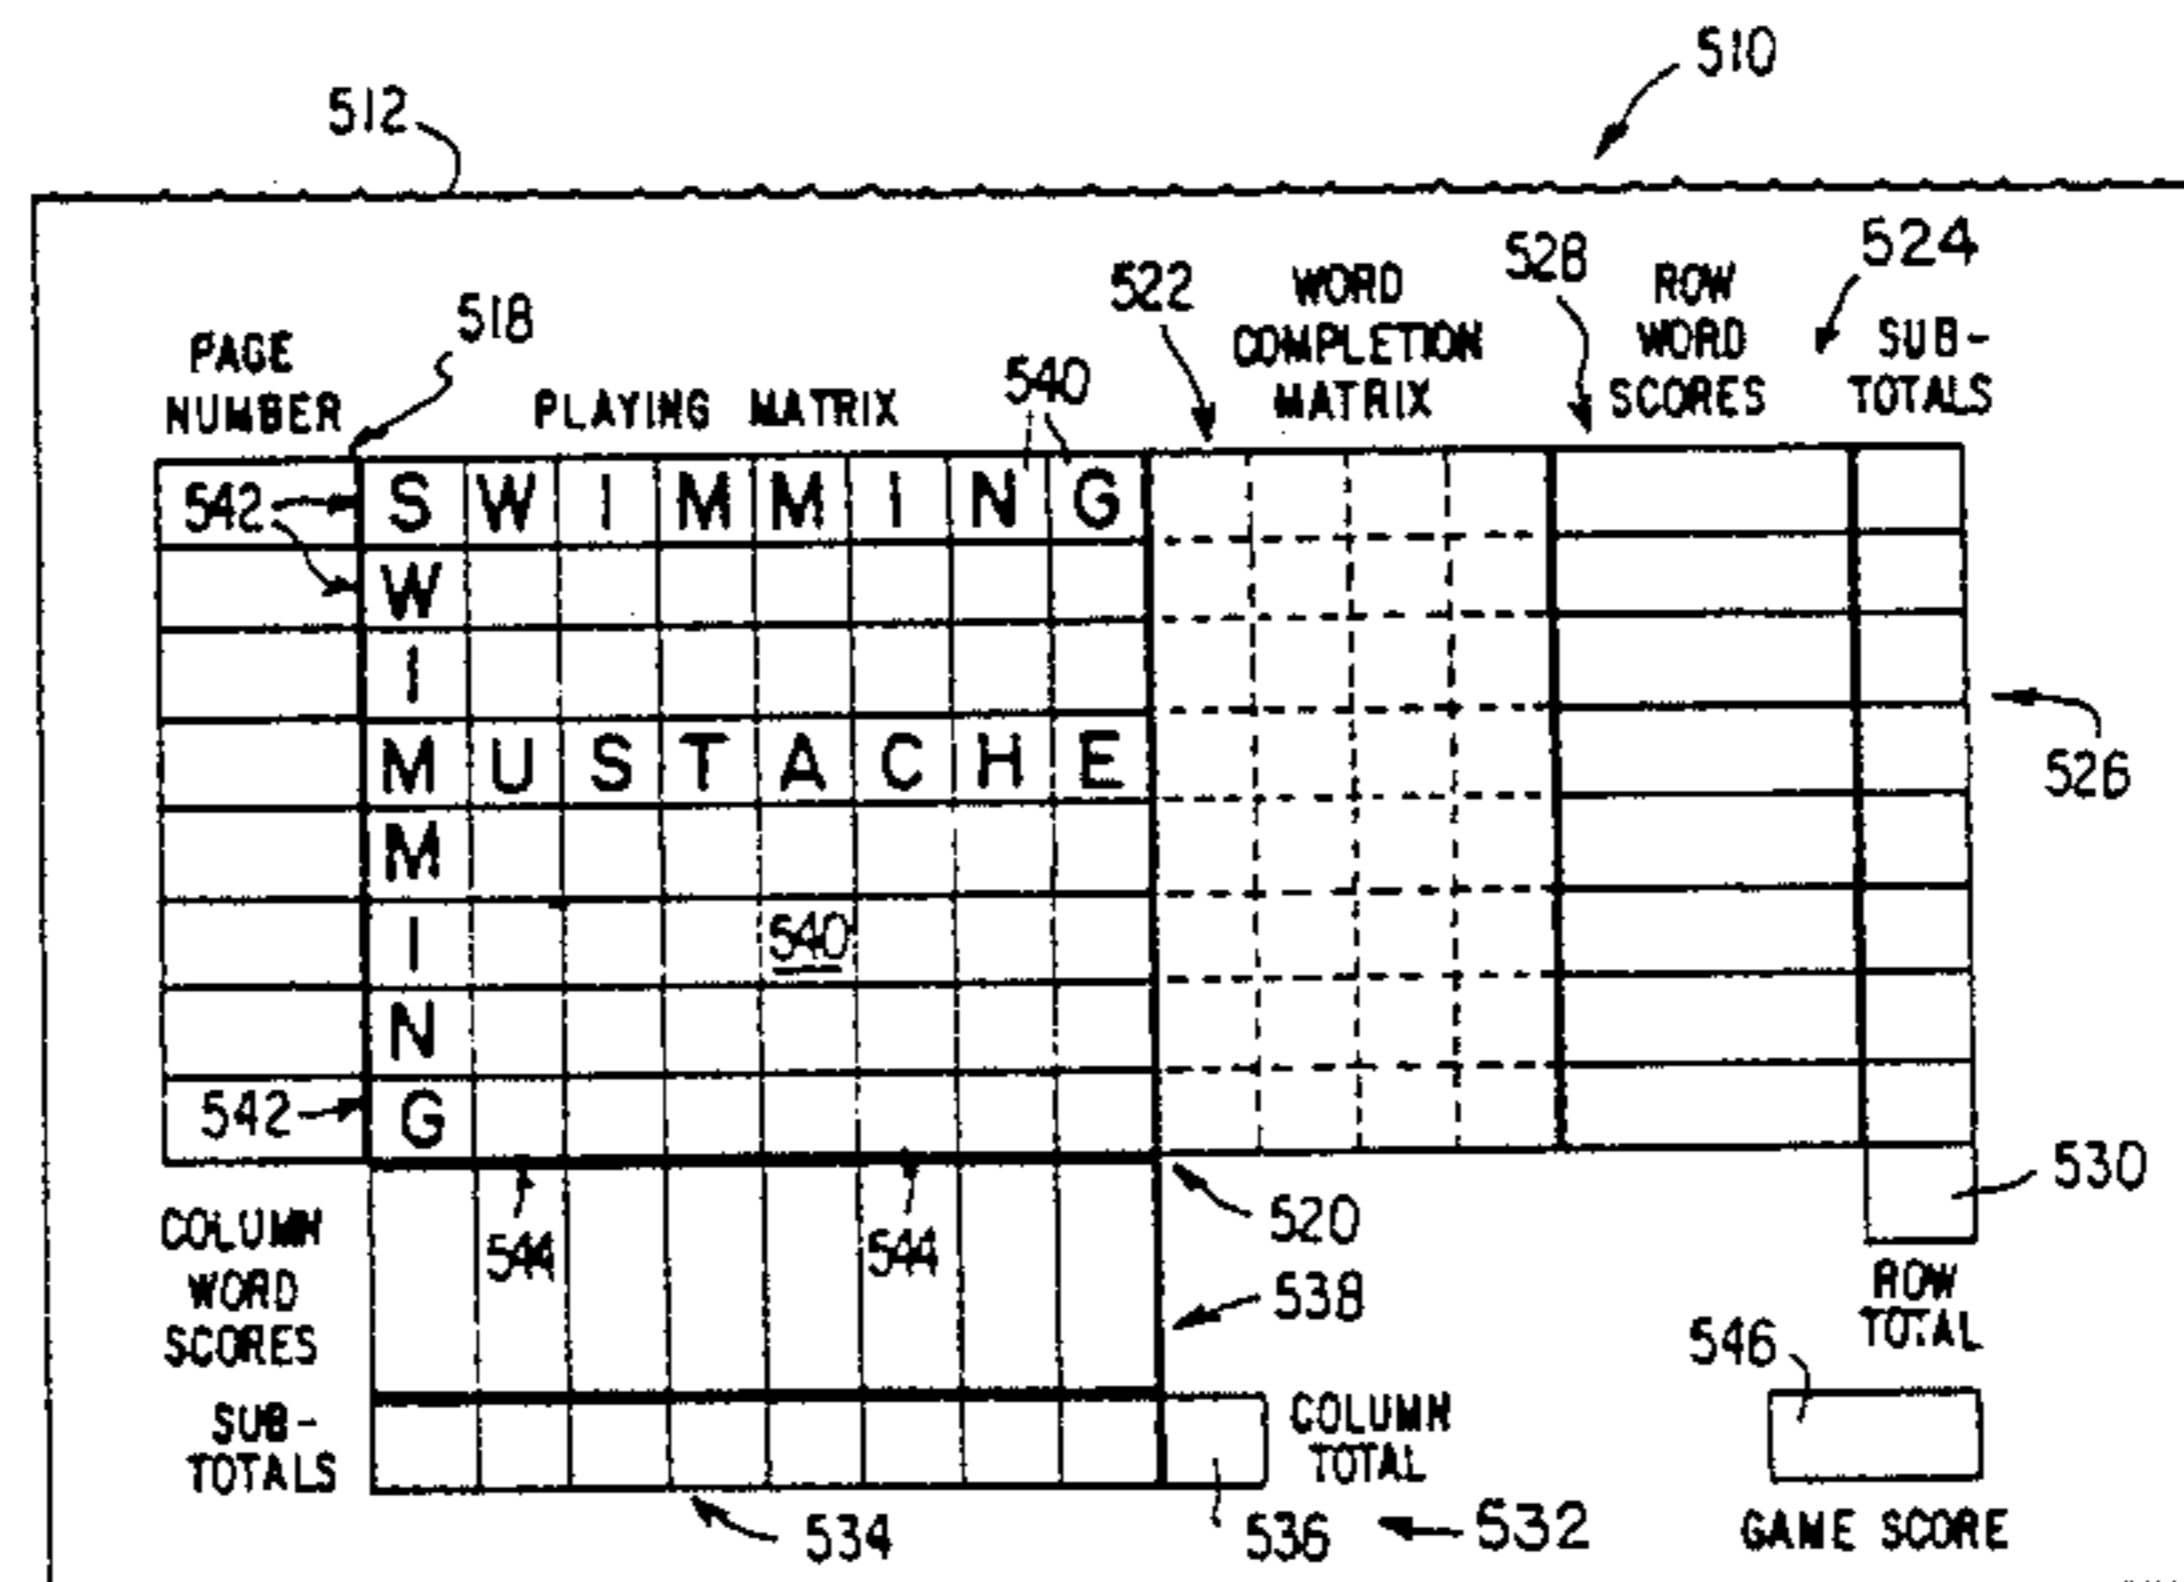 510
512
524
528
522
WORD
COMPLETION
MATRIX
ROW
WORD
SCORES
SUB-
TOTALS
518
PAGE
NUMBER
PLAYING MATRIX
540
542 S W I M M I N G
W
I
M U S T A C H E
526
M
I 540
N
542 G
530
520
COLUMN
WORD
SCORES
544 544
538
ROW
TOTAL
546
SUB-
TOTALS
COLUMN
TOTAL
534
536
532
GAME SCORE